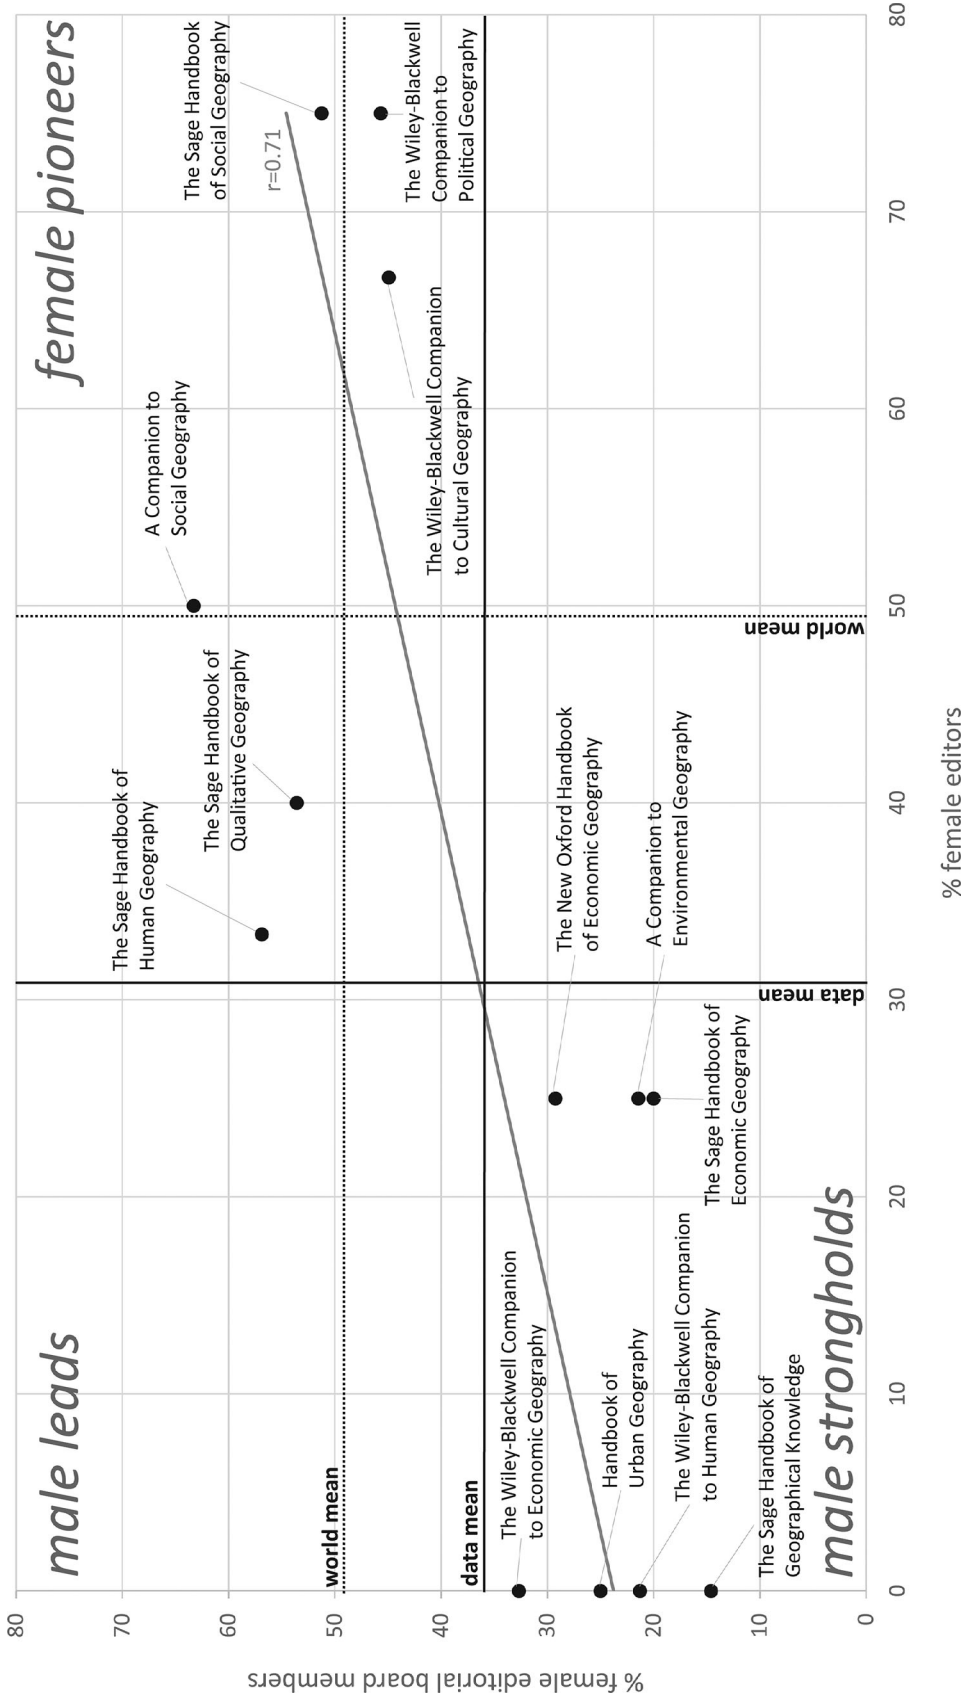 male leads
female pioneers
male strongholds
80
70
60
50
40
30
20
10
0
% female editorial board members
0
10
20
30
40
50
60
70
80
% female editors
world mean
data mean
world mean
data mean
r=0.71
The Sage Handbook of
Human Geography
The Sage Handbook of
Qualitative Geography
A Companion to
Social Geography
The Sage Handbook
of Social Geography
The Wiley-Blackwell
Companion to
Political Geography
The Wiley-Blackwell Companion
to Cultural Geography
The New Oxford Handbook
of Economic Geography
A Companion to
Environmental Geography
The Sage Handbook of
Economic Geography
The Wiley-Blackwell Companion
to Economic Geography
Handbook of
Urban Geography
The Wiley-Blackwell Companion
to Human Geography
The Sage Handbook of
Geographical Knowledge